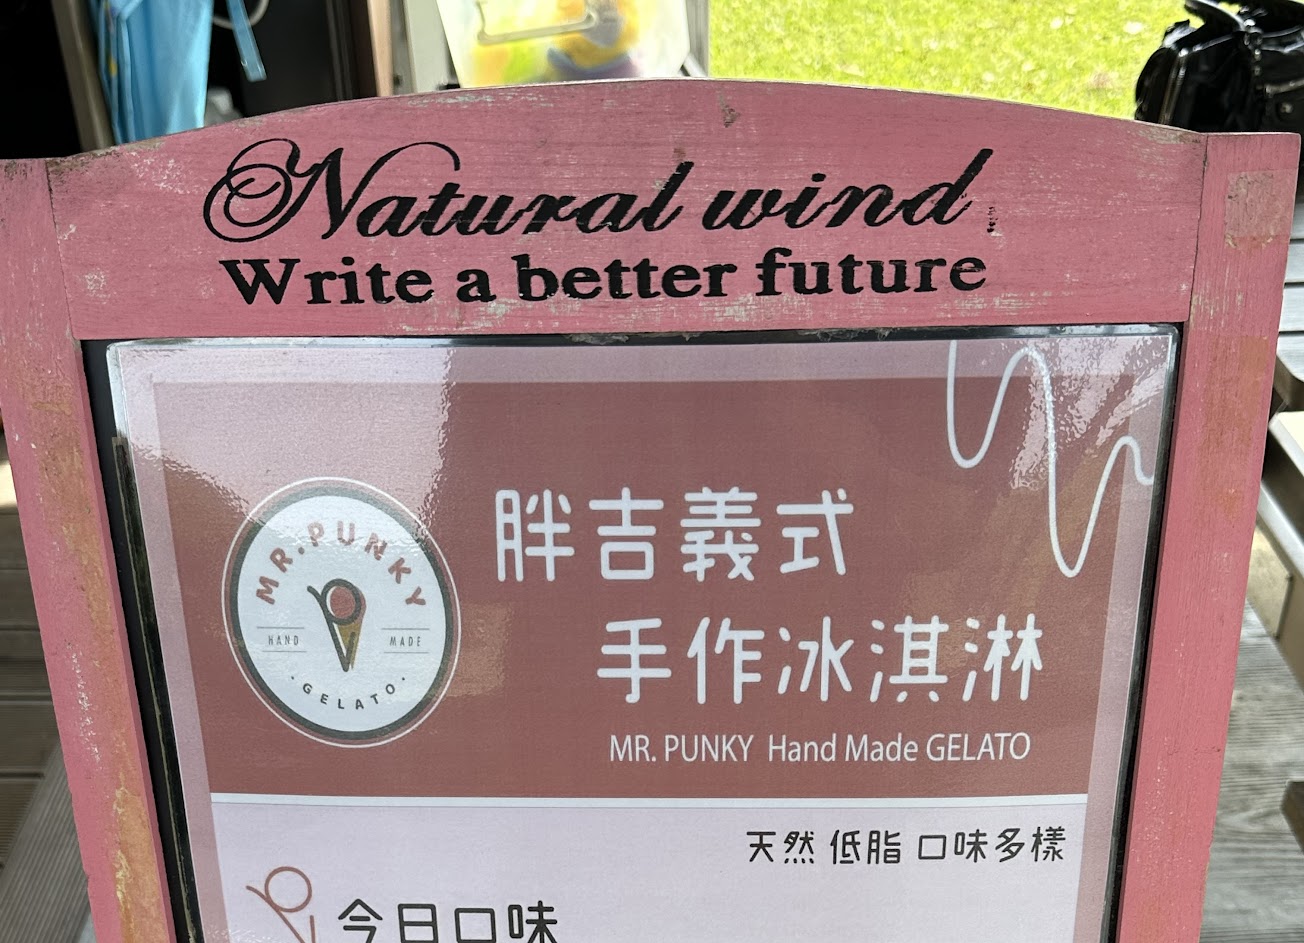 Natural wind
Write a better future
胖吉義式
手作冰淇淋
MR. PUNKY Hand Made GELATO
MR. PUNKY
HAND MADE
·GELATO·
天然 低脂 口味多樣
今日口味